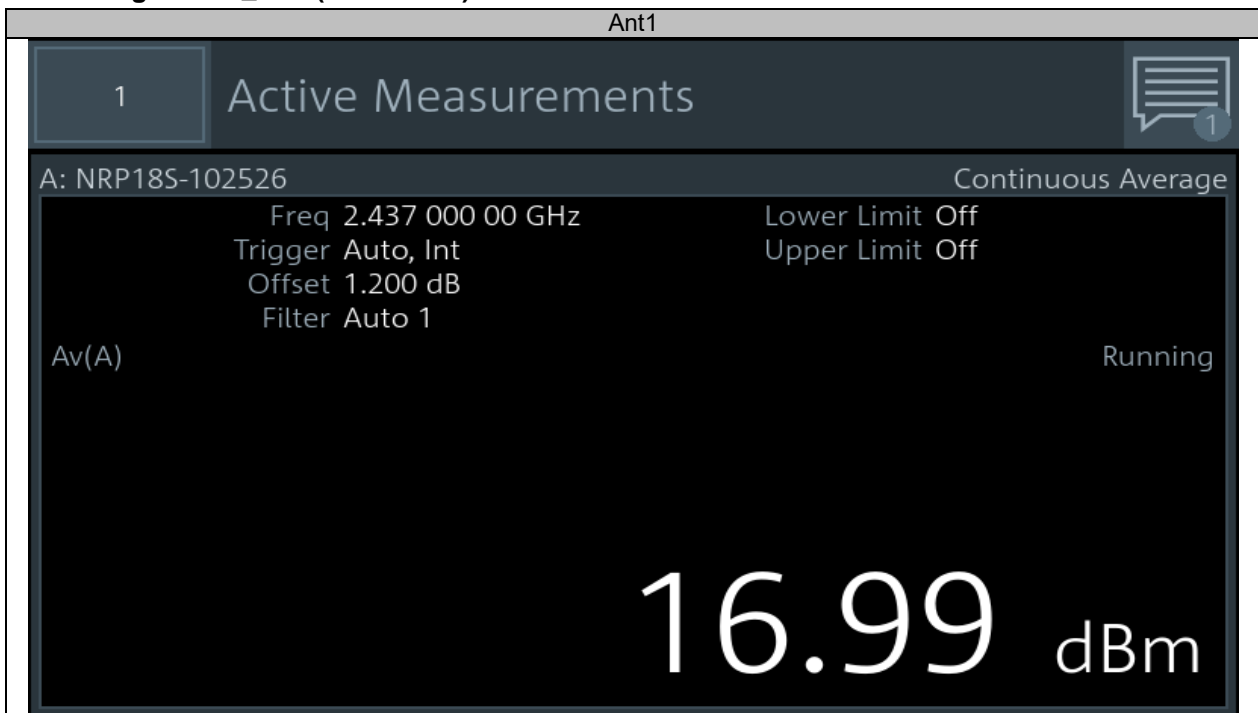 Ant1
1
Active Measurements
1
A: NRP18S-102526 Continuous Average
Freq 2.437 000 00 GHz Lower Limit Off
Trigger Auto, Int Upper Limit Off
Offset 1.200 dB
Filter Auto 1
Av(A) Running
16.99 dBm